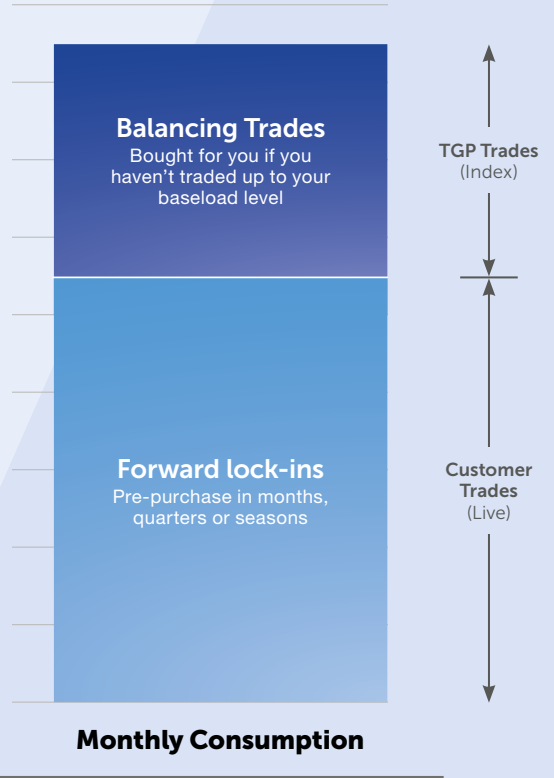 Balancing Trades
Bought for you if you
haven't traded up to your
baseload level
TGP Trades
(Index)
Forward lock-ins
Pre-purchase in months,
quarters or seasons
Customer
Trades
(Live)
Monthly Consumption